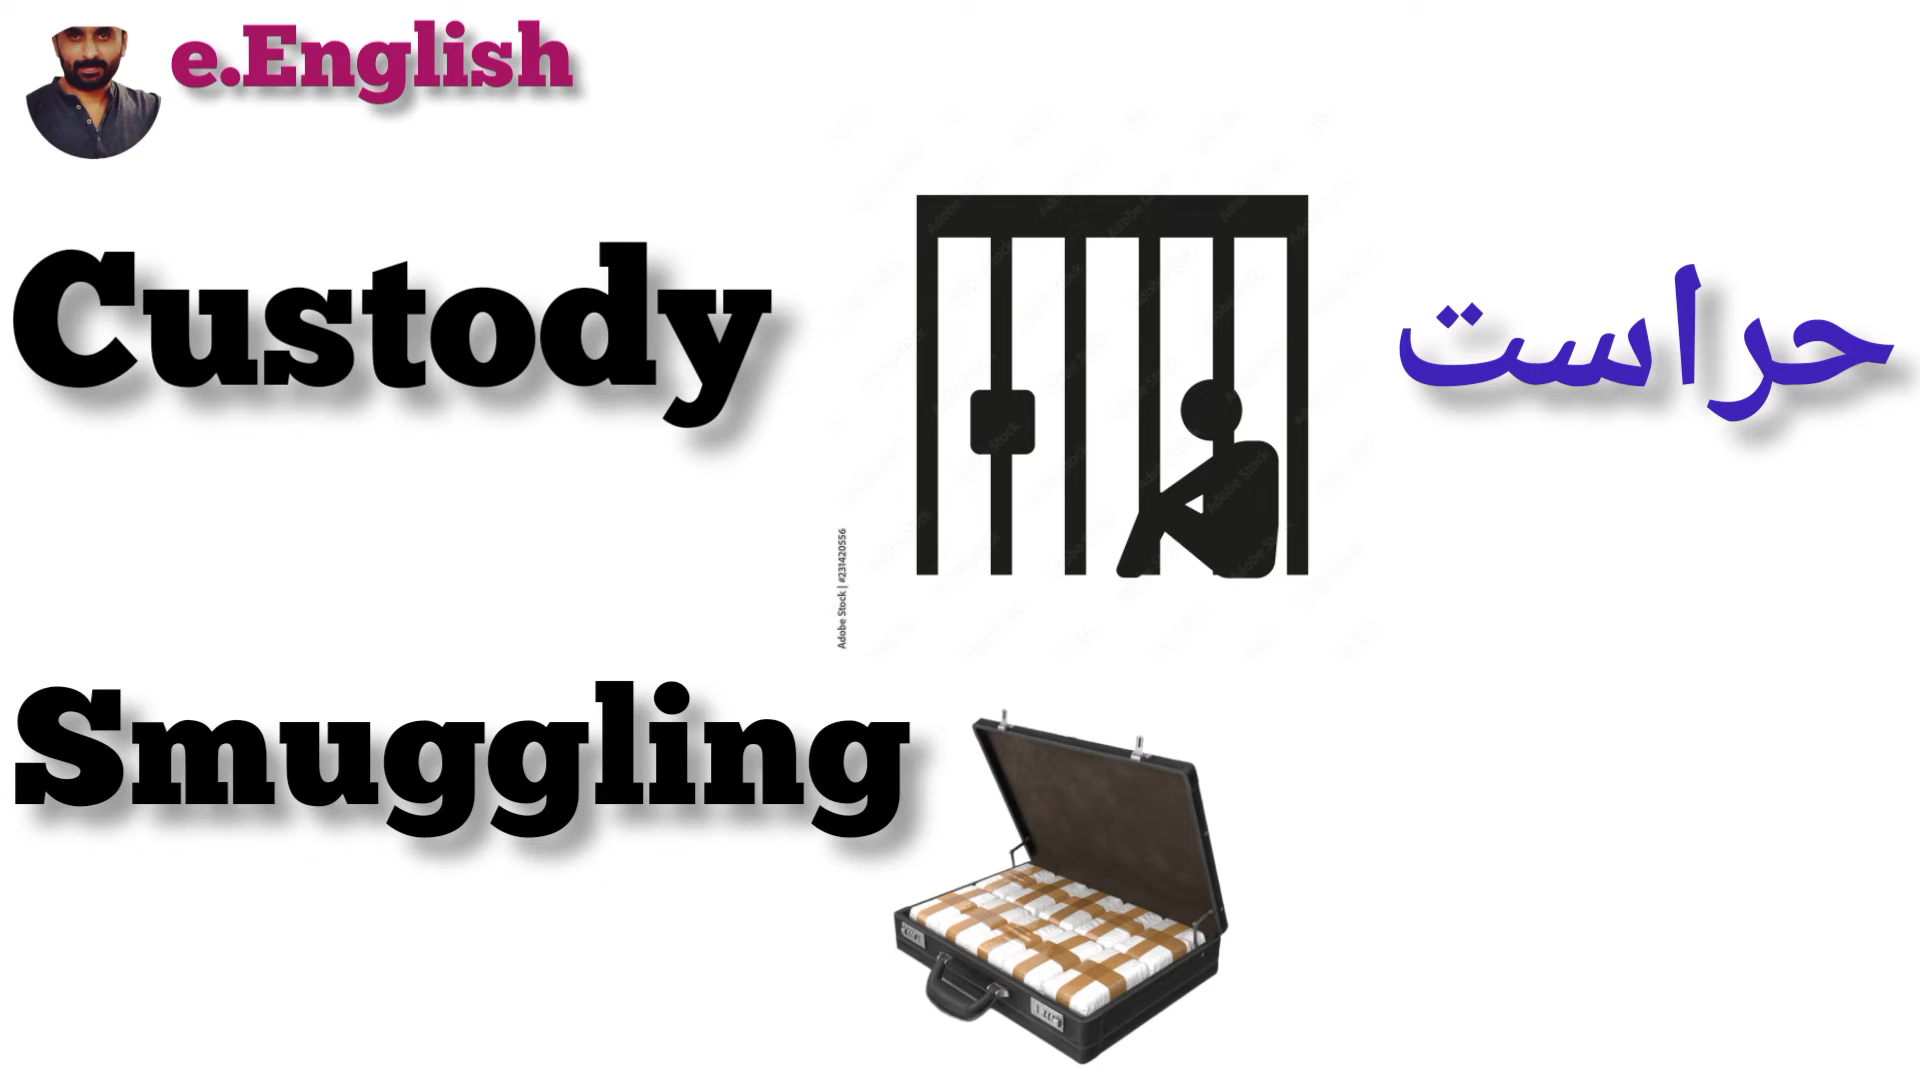 e.English
Custody
حراست
Adobe Stock | #231420556
Smuggling